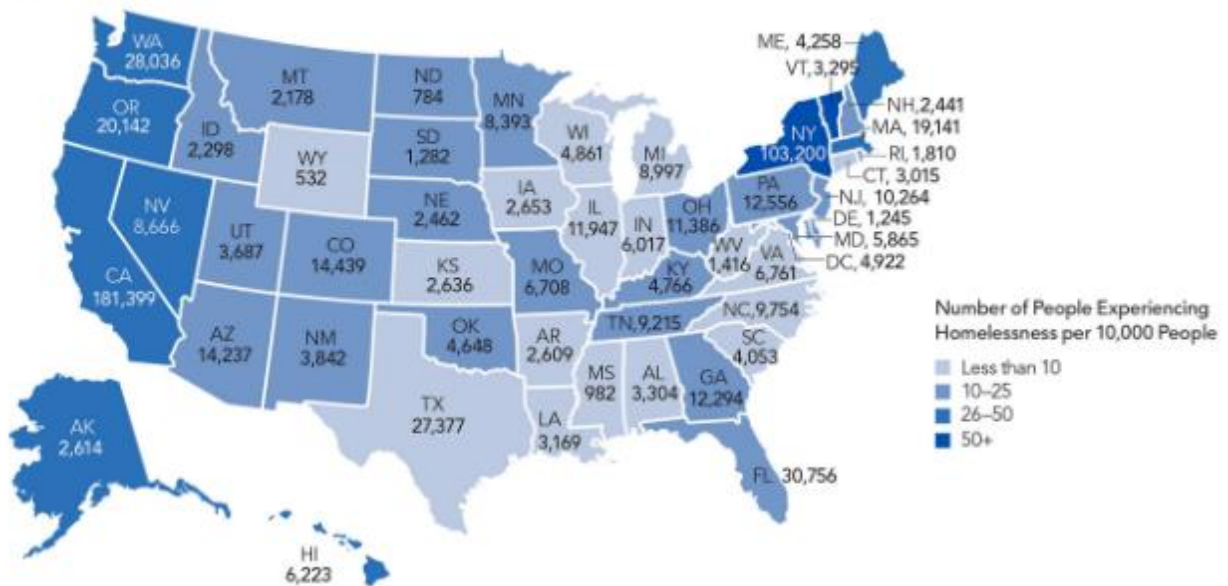 WA
28,036
OR
20,142
CA
181,399
NV
8,666
ID
2,298
MT
2,178
WY
532
UT
3,687
CO
14,439
AZ
14,237
NM
3,842
ND
784
SD
1,282
NE
2,462
KS
2,636
OK
4,648
TX
27,377
MN
8,393
IA
2,653
MO
6,708
AR
2,609
LA
3,169
WI
4,861
IL
11,947
MI
8,997
IN
6,017
OH
11,386
KY
4,766
TN, 9,215
MS
982
AL
3,304
GA
12,294
FL 30,756
SC
4,053
NC, 9,754
VA
6,761
WV
1,416
PA
12,556
NY
103,200
ME, 4,258
VT, 3,295
NH, 2,441
MA, 19,141
RI, 1,810
CT, 3,015
NJ, 10,264
DE, 1,245
MD, 5,865
DC, 4,922
AK
2,614
HI
6,223
Number of People Experiencing
Homelessness per 10,000 People
Less than 10
10–25
26–50
50+